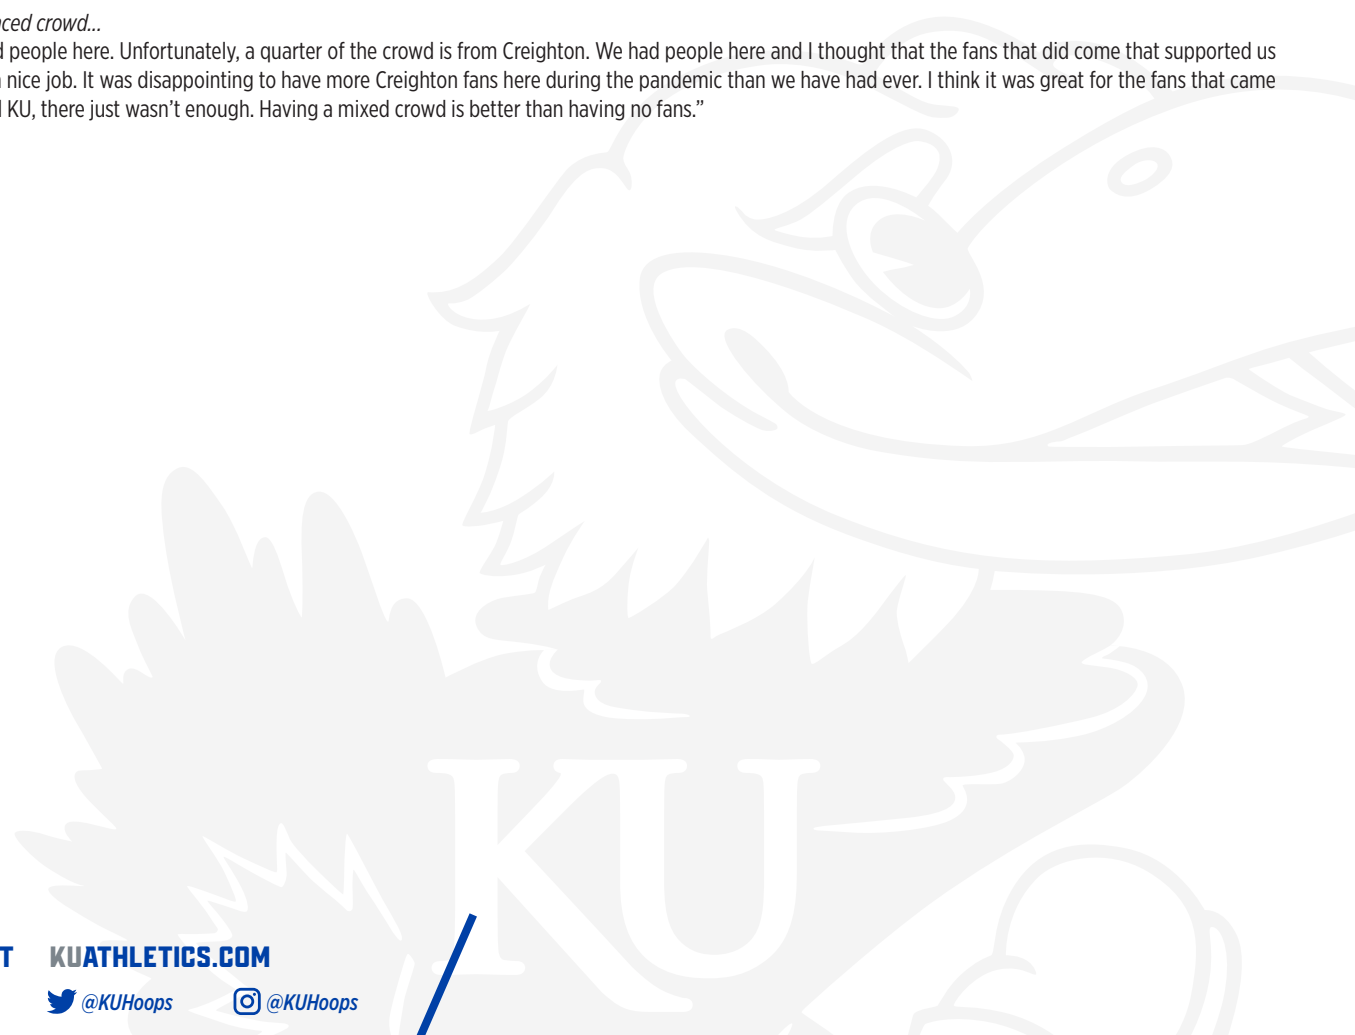 ced crowd…
d people here. Unfortunately, a quarter of the crowd is from Creighton. We had people here and I thought that the fans that did come that supported us
nice job. It was disappointing to have more Creighton fans here during the pandemic than we have had ever. I think it was great for the fans that came
KU, there just wasn’t enough. Having a mixed crowd is better than having no fans.”
KU
T KUATHLETICS.COM
@KUHoops @KUHoops